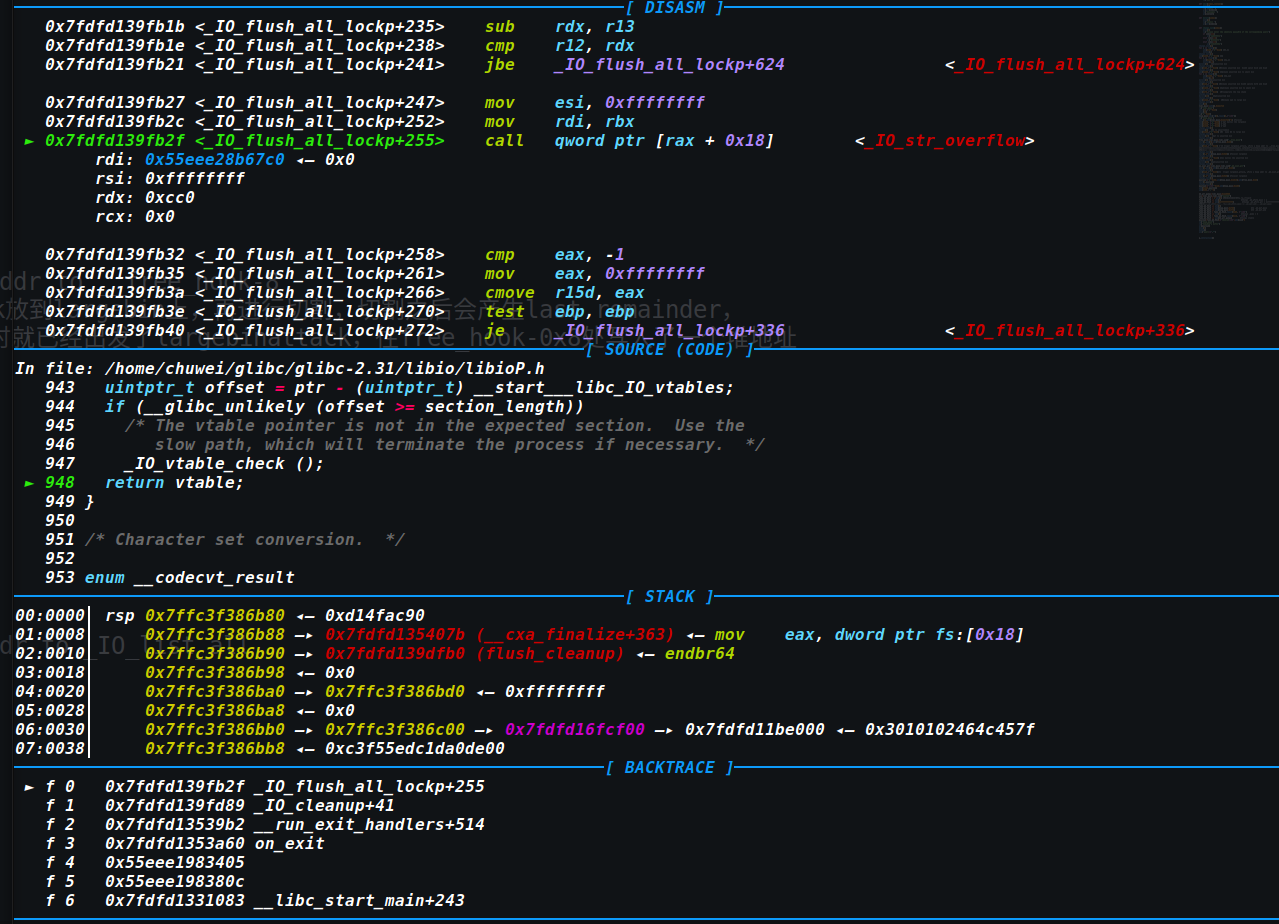 [ DISASM ]
0x7fdfd139fb1b <_IO_flush_all_lockp+235> sub rdx, r13
0x7fdfd139fb1e <_IO_flush_all_lockp+238> cmp r12, rdx
0x7fdfd139fb21 <_IO_flush_all_lockp+241> jbe _IO_flush_all_lockp+624 <_IO_flush_all_lockp+624>
0x7fdfd139fb27 <_IO_flush_all_lockp+247> mov esi, 0xffffffff
0x7fdfd139fb2c <_IO_flush_all_lockp+252> mov rdi, rbx
► 0x7fdfd139fb2f <_IO_flush_all_lockp+255> call qword ptr [rax + 0x18] <_IO_str_overflow>
rdi: 0x55eee28b67c0 ◂— 0x0
rsi: 0xffffffff
rdx: 0xcc0
rcx: 0x0
0x7fdfd139fb32 <_IO_flush_all_lockp+258> cmp eax, -1
0x7fdfd139fb35 <_IO_flush_all_lockp+261> mov eax, 0xffffffff
0x7fdfd139fb3a <_IO_flush_all_lockp+266> cmove r15d, eax
0x7fdfd139fb3e <_IO_flush_all_lockp+270> test ebp, ebp
0x7fdfd139fb40 <_IO_flush_all_lockp+272> je _IO_flush_all_lockp+336 <_IO_flush_all_lockp+336>
[ SOURCE (CODE) ]
In file: /home/chuwei/glibc/glibc-2.31/libio/libioP.h
943 uintptr_t offset = ptr - (uintptr_t) __start___libc_IO_vtables;
944 if (__glibc_unlikely (offset >= section_length))
945 /* The vtable pointer is not in the expected section. Use the
946 slow path, which will terminate the process if necessary. */
947 _IO_vtable_check ();
► 948 return vtable;
949 }
950
951 /* Character set conversion. */
952
953 enum __codecvt_result
[ STACK ]
00:0000│ rsp 0x7ffc3f386b80 ◂— 0xd14fac90
01:0008│ 0x7ffc3f386b88 —▸ 0x7fdfd135407b (__cxa_finalize+363) ◂— mov eax, dword ptr fs:[0x18]
02:0010│ 0x7ffc3f386b90 —▸ 0x7fdfd139dfb0 (flush_cleanup) ◂— endbr64
03:0018│ 0x7ffc3f386b98 ◂— 0x0
04:0020│ 0x7ffc3f386ba0 —▸ 0x7ffc3f386bd0 ◂— 0xffffffff
05:0028│ 0x7ffc3f386ba8 ◂— 0x0
06:0030│ 0x7ffc3f386bb0 —▸ 0x7ffc3f386c00 —▸ 0x7fdfd16fcf00 —▸ 0x7fdfd11be000 ◂— 0x3010102464c457f
07:0038│ 0x7ffc3f386bb8 ◂— 0xc3f55edc1da0de00
[ BACKTRACE ]
► f 0 0x7fdfd139fb2f _IO_flush_all_lockp+255
f 1 0x7fdfd139fd89 _IO_cleanup+41
f 2 0x7fdfd13539b2 __run_exit_handlers+514
f 3 0x7fdfd1353a60 on_exit
f 4 0x55eee1983405
f 5 0x55eee198380c
f 6 0x7fdfd1331083 __libc_start_main+243